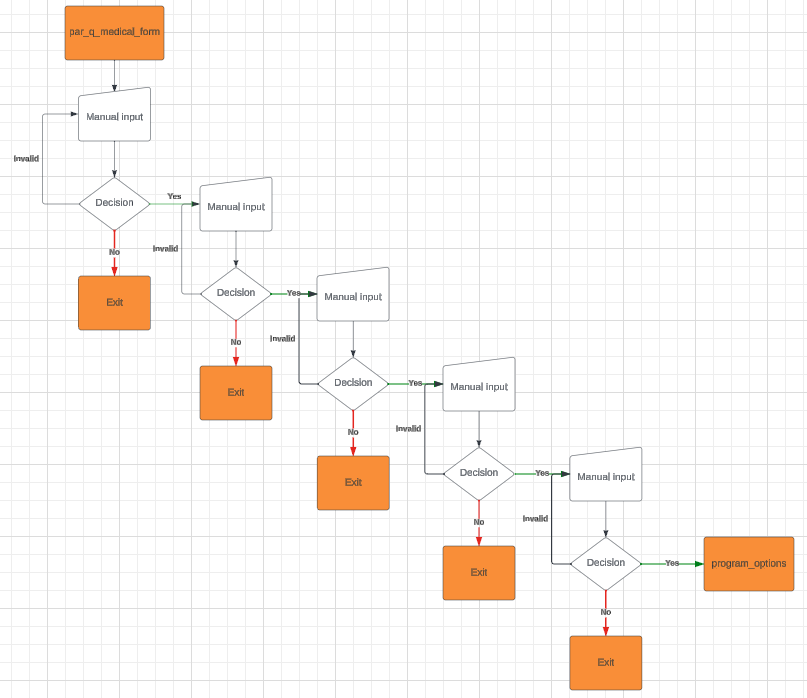 par_q_medical_form
Manual input
Invalid
Decision
Yes
Manual input
No
Invalid
Exit
Decision
Yes
Manual input
No
Invalid
Exit
Decision
Yes
Manual input
No
Invalid
Exit
Decision
Yes
Manual input
No
Invalid
Exit
Decision
Yes
program_options
No
Exit